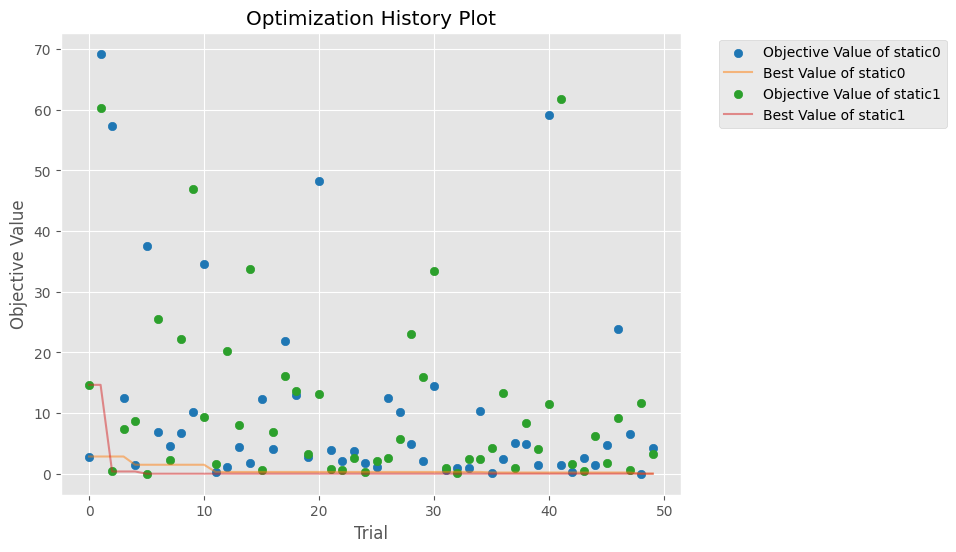 Optimization History Plot
Objective Value of static0
Best Value of static0
Objective Value of static1
Best Value of static1
70
60
50
40
30
20
10
0
Objective Value
0
10
20
30
40
50
Trial